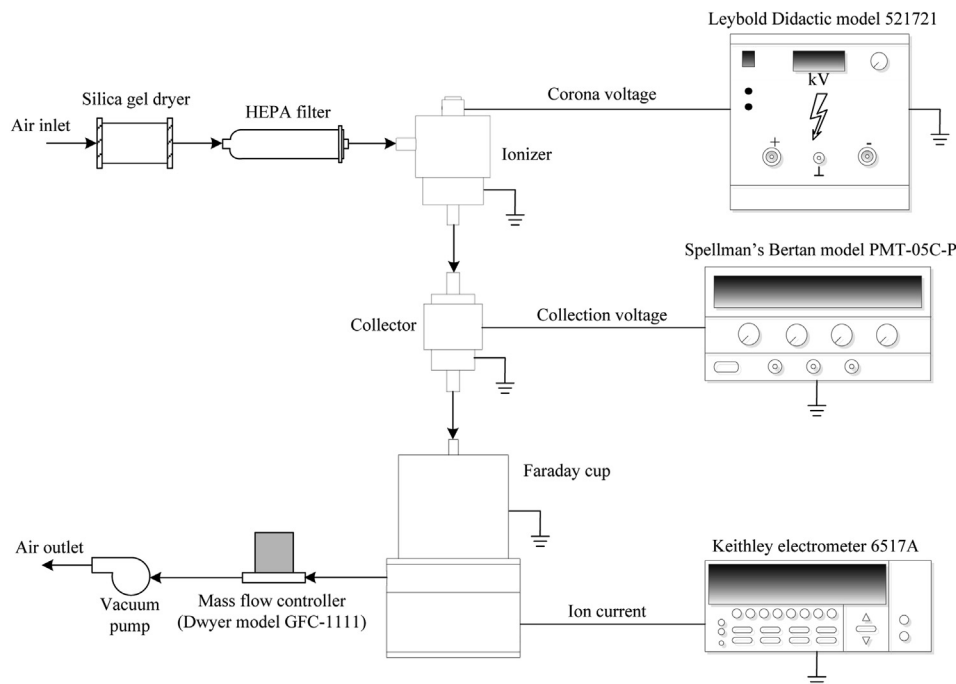 Leybold Didactic model 521721
Silica gel dryer
HEPA filter
Air inlet
Corona voltage
kV
+
-
Ionizer
Spellman's Bertan model PMT-05C-P
Collector
Collection voltage
Faraday cup
Air outlet
Keithley electrometer 6517A
Vacuum
pump
Mass flow controller
(Dwyer model GFC-1111)
Ion current